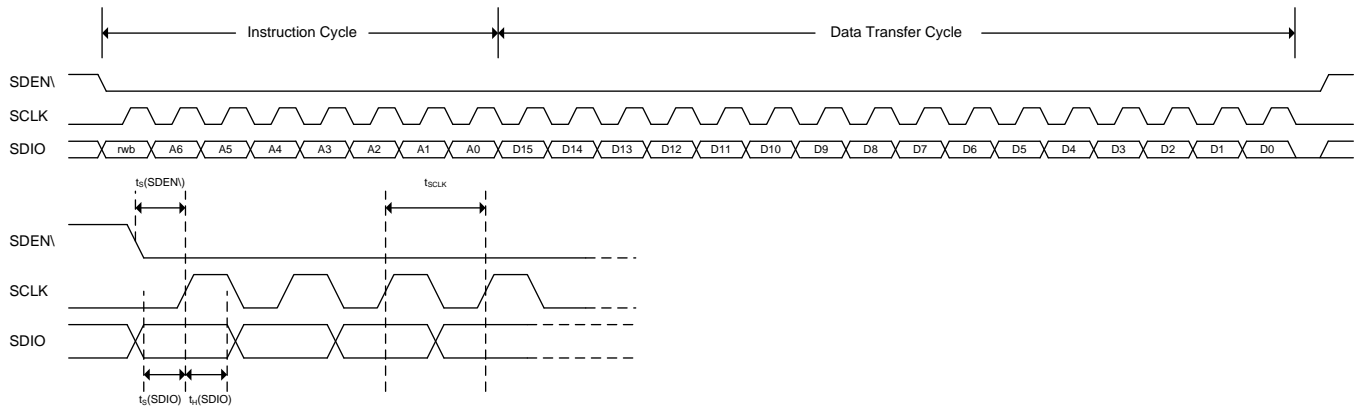 Instruction Cycle Data Transfer Cycle
SDEN\
SCLK
SDIO rwb A6 A5 A4 A3 A2 A1 A0 D15 D14 D13 D12 D11 D10 D9 D8 D7 D6 D5 D4 D3 D2 D1 D0
tS(SDEN\) tSCLK
SDEN\
SCLK
SDIO
tS(SDIO) tH(SDIO)